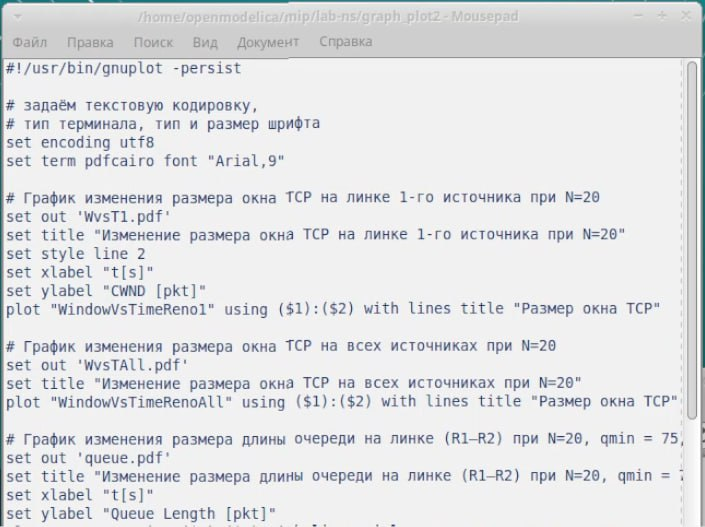 /home/openmodelica/mip/lab-ns/graph_plot2 - Mousepad
Файл Правка Поиск Вид Документ Справка
#!/usr/bin/gnuplot -persist
# задаём текстовую кодировку,
# тип терминала, тип и размер шрифта
set encoding utf8
set term pdfcairo font "Arial,9"
# График изменения размера окна TCP на линке 1-го источника при N=20
set out 'WvsT1.pdf'
set title "Изменение размера окна TCP на линке 1-го источника при N=20"
set style line 2
set xlabel "t[s]"
set ylabel "CWND [pkt]"
plot "WindowVsTimeReno1" using ($1):($2) with lines title "Размер окна TCP"
# График изменения размера окна TCP на всех источниках при N=20
set out 'WvsTAll.pdf'
set title "Изменение размера окна TCP на всех источниках при N=20"
plot "WindowVsTimeRenoAll" using ($1):($2) with lines title "Размер окна TCP"
# График изменения размера длины очереди на линке (R1–R2) при N=20, qmin = 75,
set out 'queue.pdf'
set title "Изменение размера длины очереди на линке (R1–R2) при N=20, qmin =
set xlabel "t[s]"
set ylabel "Queue Length [pkt]"